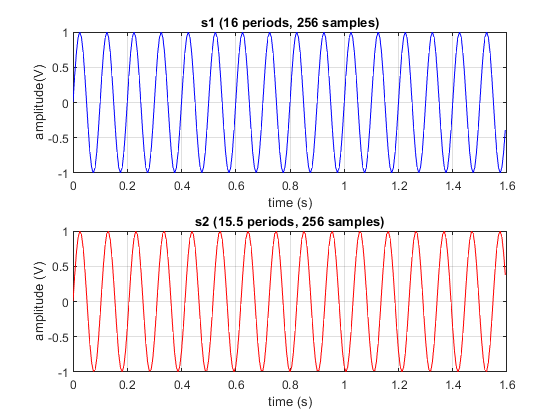 s1 (16 periods, 256 samples)
amplitude(V)
1
0.5
0
-0.5
-1
0 0.2 0.4 0.6 0.8 1 1.2 1.4 1.6
time (s)
s2 (15.5 periods, 256 samples)
amplitude (V)
1
0.5
0
-0.5
-1
0 0.2 0.4 0.6 0.8 1 1.2 1.4 1.6
time (s)